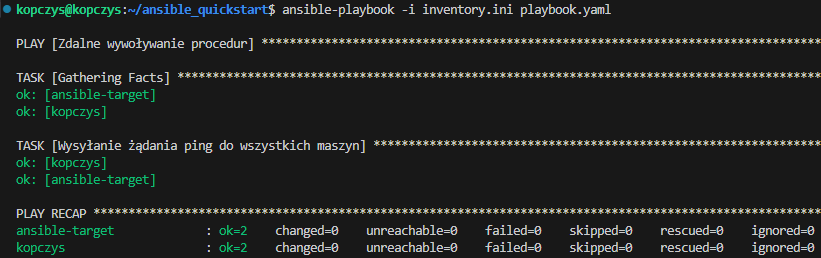 kopczys@kopczys:~/ansible_quickstart$ ansible-playbook -i inventory.ini playbook.yaml
PLAY [Zdalne wywoływanie procedur] *********************************************************************************
TASK [Gathering Facts] ********************************************************************************************
ok: [ansible-target]
ok: [kopczys]
TASK [Wysyłanie żądania ping do wszystkich maszyn] ****************************************************************
ok: [kopczys]
ok: [ansible-target]
PLAY RECAP ********************************************************************************************************
ansible-target : ok=2 changed=0 unreachable=0 failed=0 skipped=0 rescued=0 ignored=0
kopczys : ok=2 changed=0 unreachable=0 failed=0 skipped=0 rescued=0 ignored=0